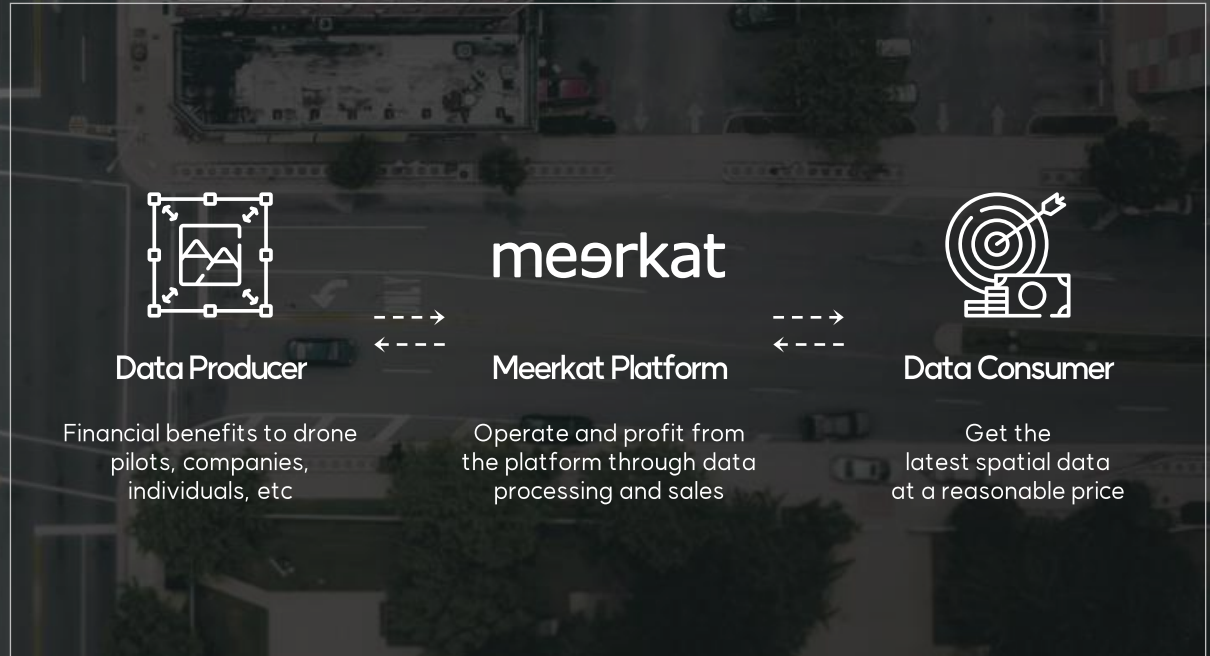 meerkat
Data Producer
Financial benefits to drone
pilots, companies,
individuals, etc
Meerkat Platform
Operate and profit from
the platform through data
processing and sales
Data Consumer
Get the
latest spatial data
at a reasonable price